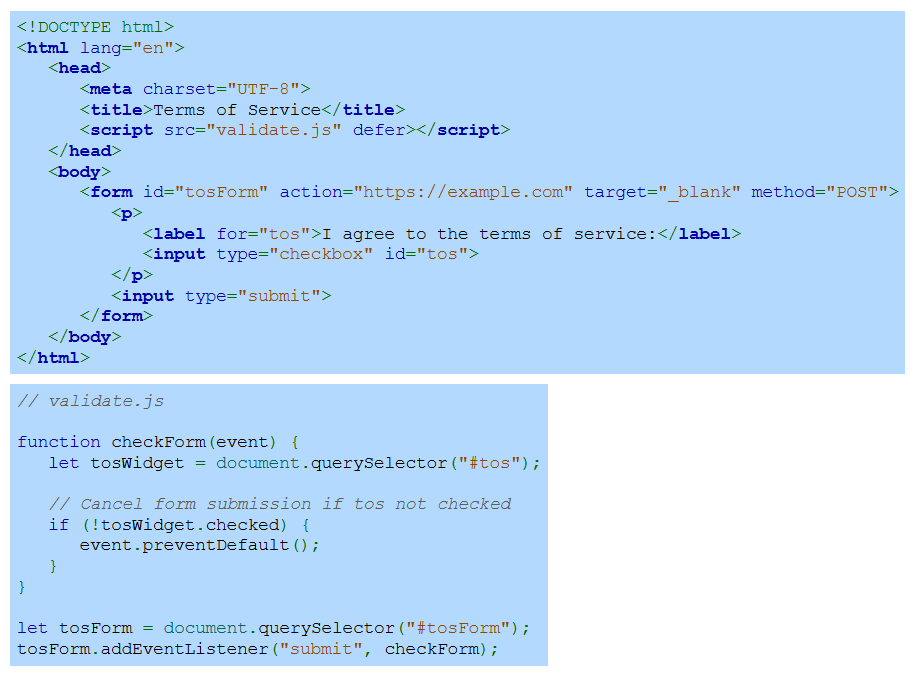 <!DOCTYPE html>
<html lang="en">
   <head>
      <meta charset="UTF-8">
      <title>Terms of Service</title>
      <script src="validate.js" defer></script>
   </head>
   <body>
      <form id="tosForm" action="https://example.com" target="_blank" method="POST">
         <p>
            <label for="tos">I agree to the terms of service:</label>
            <input type="checkbox" id="tos">
         </p>
         <input type="submit">
      </form>
   </body>
</html>
// validate.js
function checkForm(event) {
   let tosWidget = document.querySelector("#tos");
   // Cancel form submission if tos not checked
   if (!tosWidget.checked) {
      event.preventDefault();
   }
}
let tosForm = document.querySelector("#tosForm");
tosForm.addEventListener("submit", checkForm);